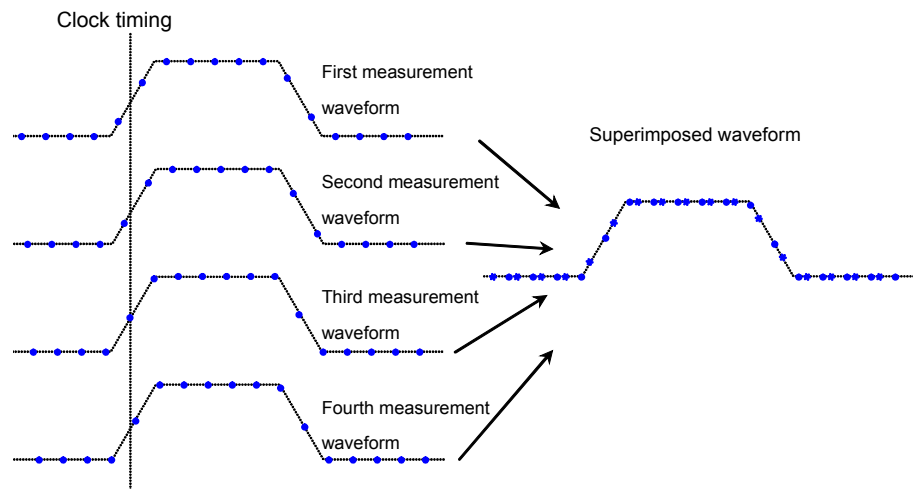 Clock timing
First measurement
waveform
Superimposed waveform
Second measurement
waveform
Third measurement
waveform
Fourth measurement
waveform